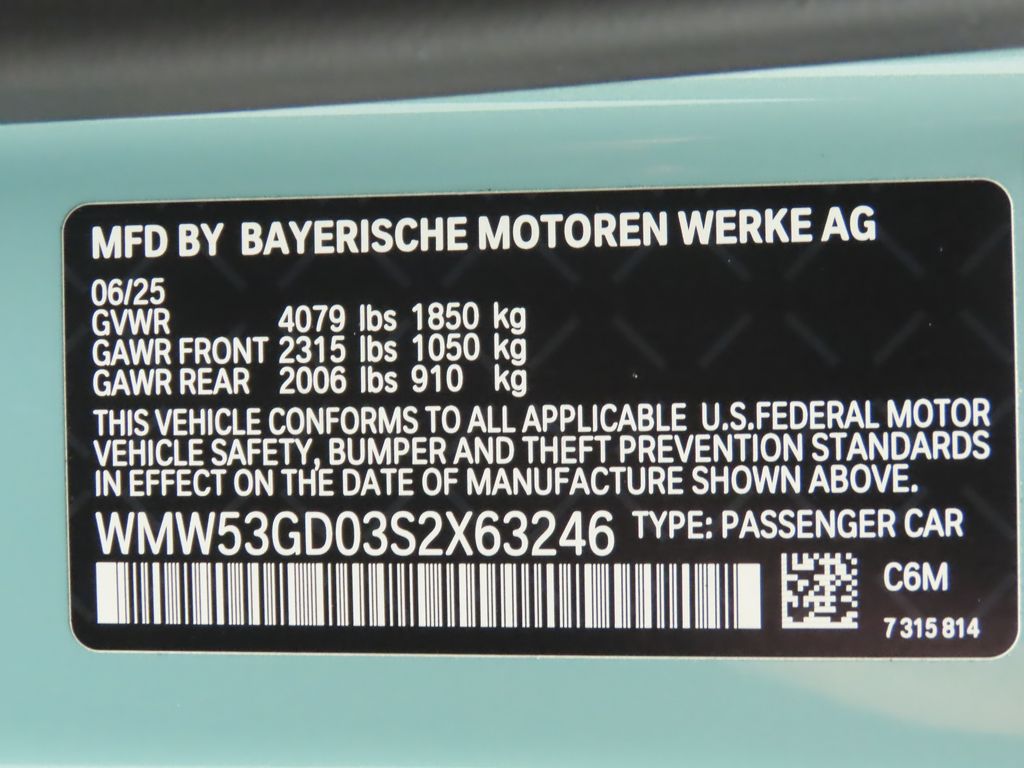 MFD BY BAYERISCHE MOTOREN WERKE AG
06/25
GVWR 4079 lbs 1850 kg
GAWR FRONT 2315 lbs 1050 kg
GAWR REAR 2006 lbs 910 kg
THIS VEHICLE CONFORMS TO ALL APPLICABLE U.S.FEDERAL MOTOR
VEHICLE SAFETY, BUMPER AND THEFT PREVENTION STANDARDS
IN EFFECT ON THE DATE OF MANUFACTURE SHOWN ABOVE.
WMW53GD03S2X63246 TYPE: PASSENGER CAR
C6M
7 315 814